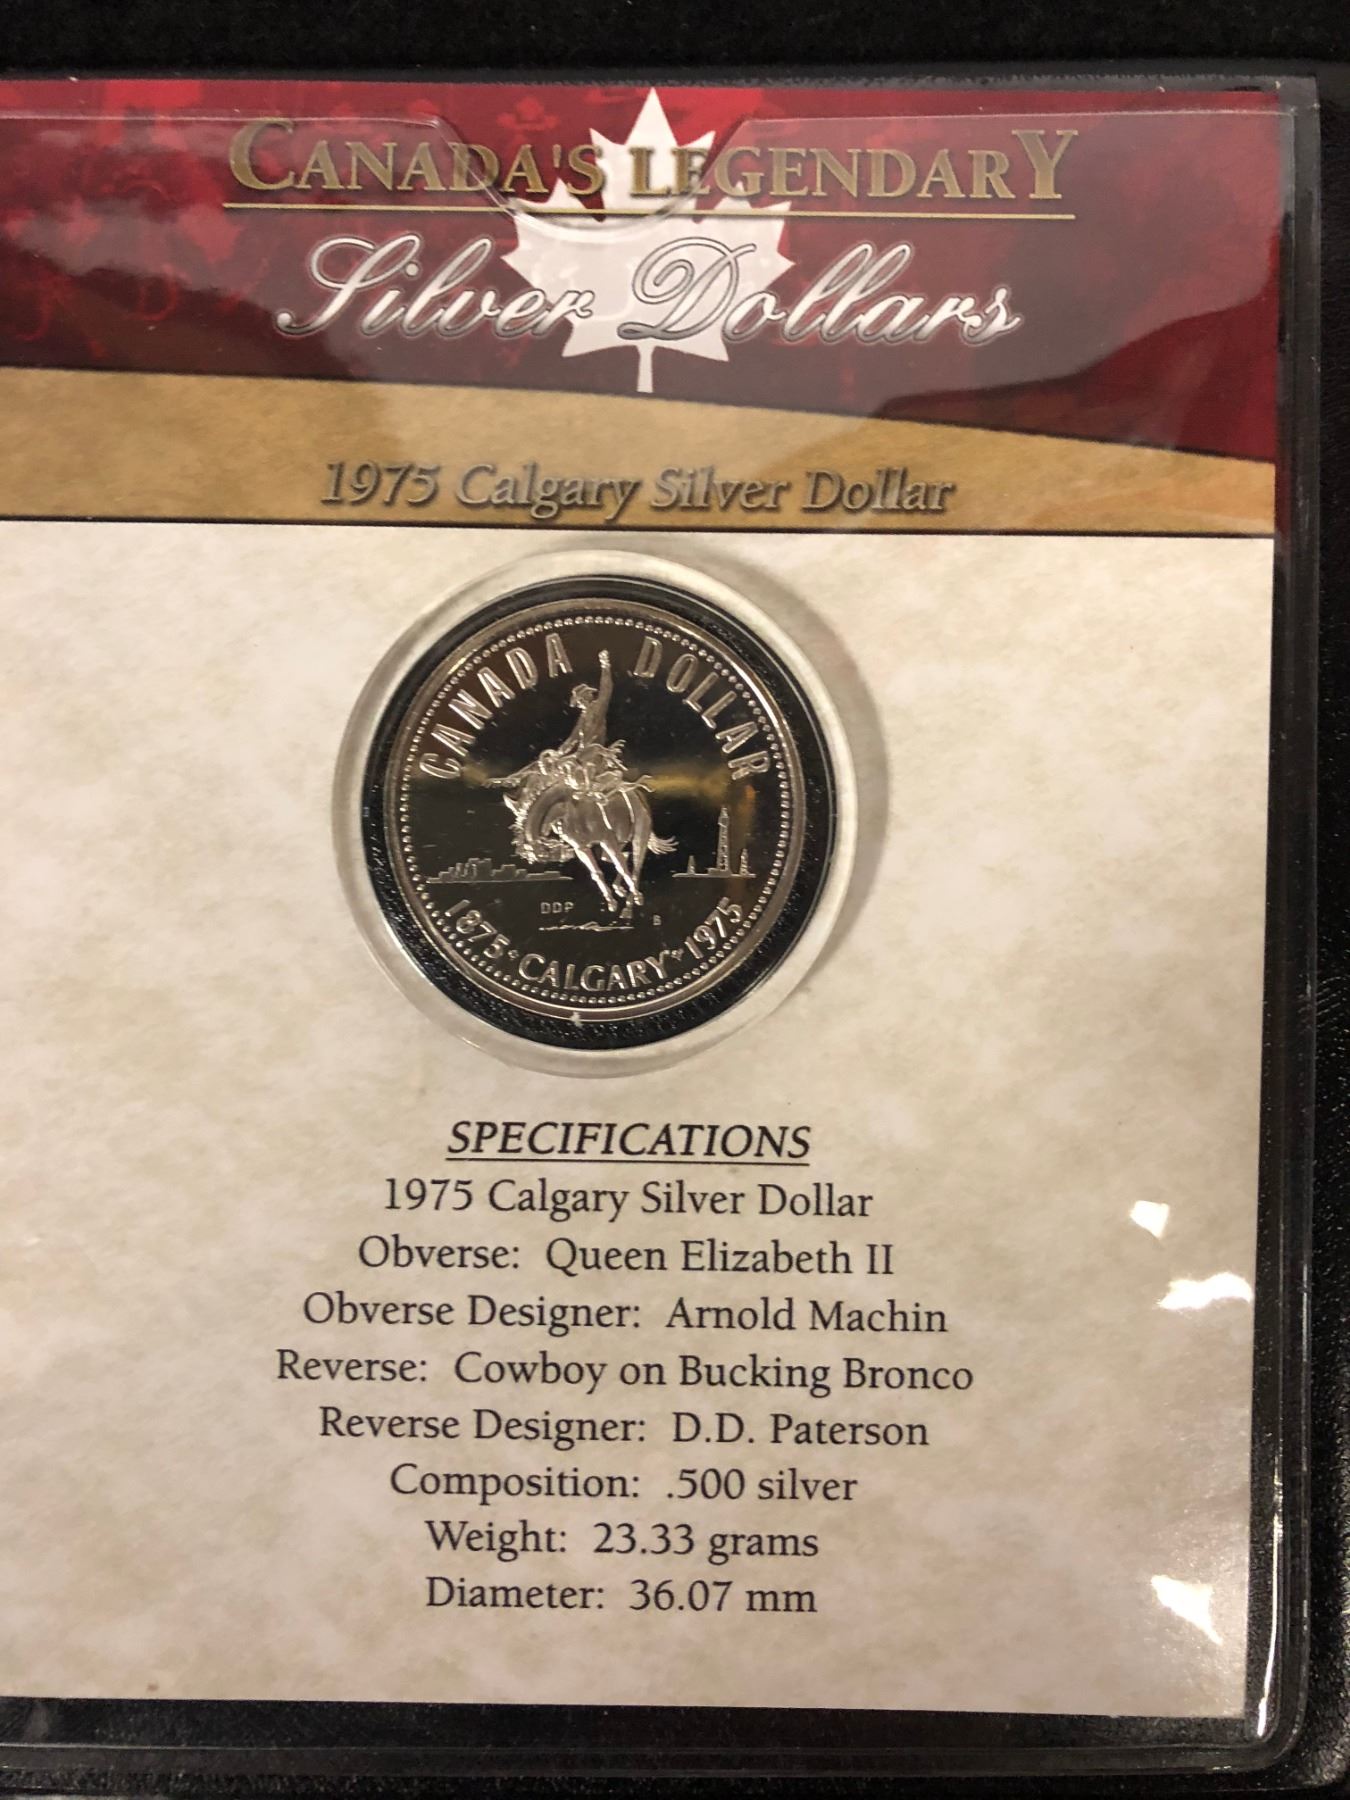 CANADA'S LEGENDARY
Silver Dollars
1975 Calgary Silver Dollar
CANADA DOLLAR
DDP
B
1875 • CALGARY • 1975
SPECIFICATIONS
1975 Calgary Silver Dollar
Obverse: Queen Elizabeth II
Obverse Designer: Arnold Machin
Reverse: Cowboy on Bucking Bronco
Reverse Designer: D.D. Paterson
Composition: .500 silver
Weight: 23.33 grams
Diameter: 36.07 mm